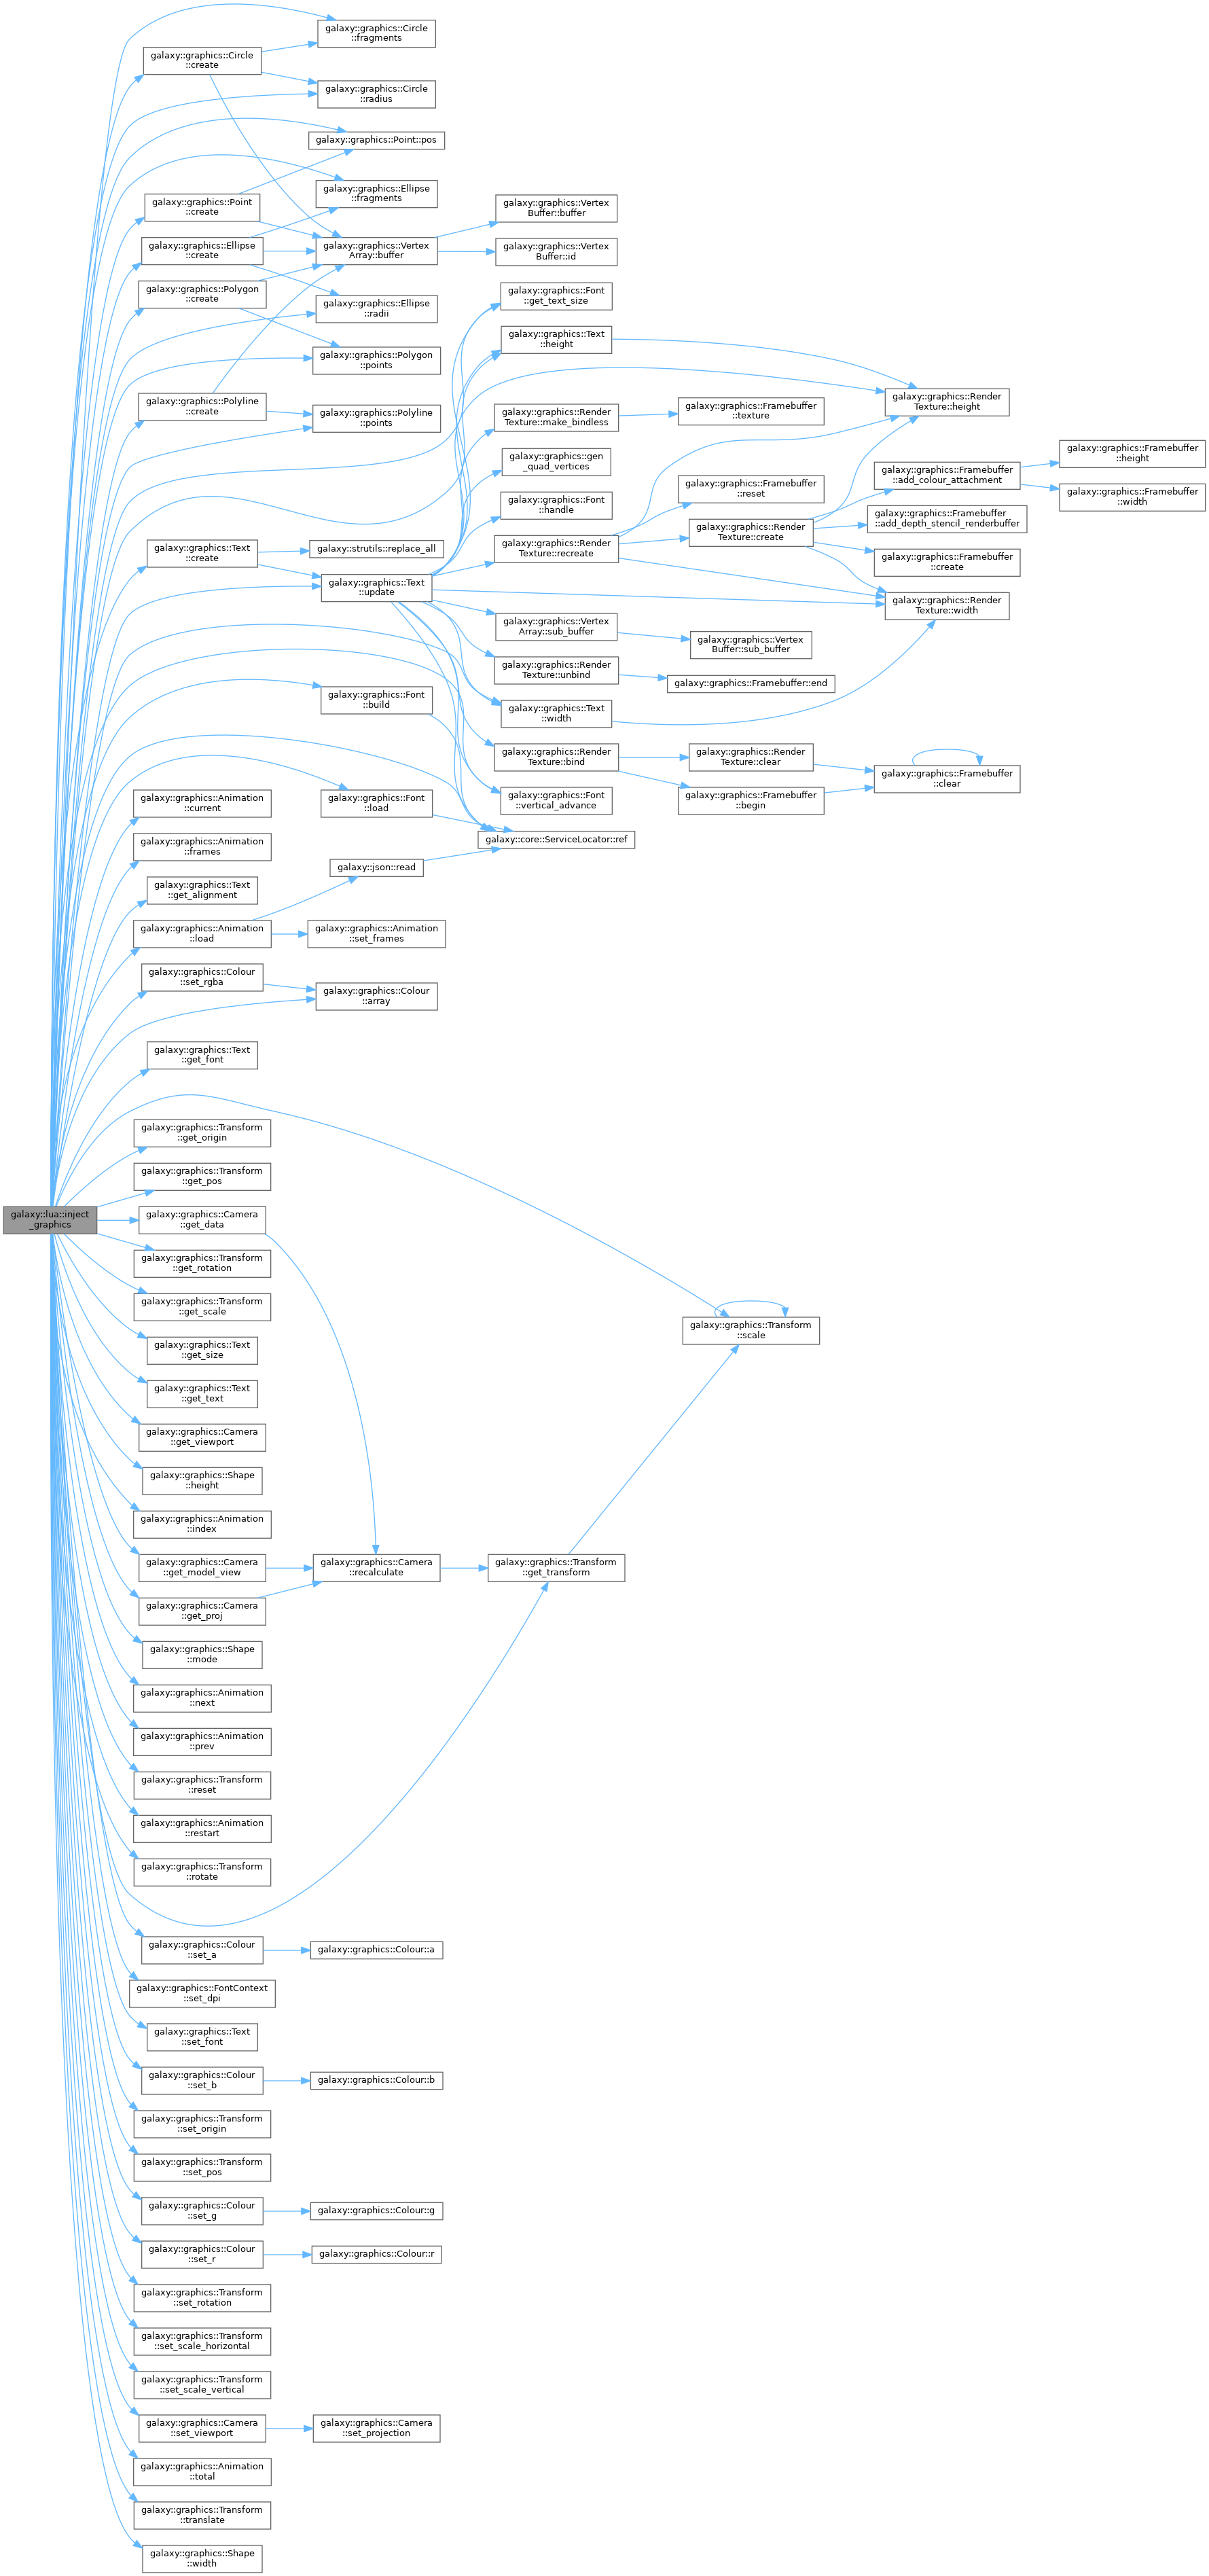 galaxy::lua::inject
_graphics
galaxy::graphics::Circle
::create
galaxy::graphics::Point
::create
galaxy::graphics::Ellipse
::create
galaxy::graphics::Polygon
::create
galaxy::graphics::Polyline
::create
galaxy::graphics::Text
::create
galaxy::graphics::Animation
::current
galaxy::graphics::Animation
::frames
galaxy::graphics::Text
::get_alignment
galaxy::graphics::Animation
::load
galaxy::graphics::Colour
::set_rgba
galaxy::graphics::Text
::get_font
galaxy::graphics::Transform
::get_origin
galaxy::graphics::Transform
::get_pos
galaxy::graphics::Camera
::get_data
galaxy::graphics::Transform
::get_rotation
galaxy::graphics::Transform
::get_scale
galaxy::graphics::Text
::get_size
galaxy::graphics::Text
::get_text
galaxy::graphics::Camera
::get_viewport
galaxy::graphics::Shape
::height
galaxy::graphics::Animation
::index
galaxy::graphics::Camera
::get_model_view
galaxy::graphics::Camera
::get_proj
galaxy::graphics::Shape
::mode
galaxy::graphics::Animation
::next
galaxy::graphics::Animation
::prev
galaxy::graphics::Transform
::reset
galaxy::graphics::Animation
::restart
galaxy::graphics::Transform
::rotate
galaxy::graphics::Colour
::set_a
galaxy::graphics::FontContext
::set_dpi
galaxy::graphics::Text
::set_font
galaxy::graphics::Colour
::set_b
galaxy::graphics::Transform
::set_origin
galaxy::graphics::Transform
::set_pos
galaxy::graphics::Colour
::set_g
galaxy::graphics::Colour
::set_r
galaxy::graphics::Transform
::set_rotation
galaxy::graphics::Transform
::set_scale_horizontal
galaxy::graphics::Transform
::set_scale_vertical
galaxy::graphics::Camera
::set_viewport
galaxy::graphics::Animation
::total
galaxy::graphics::Transform
::translate
galaxy::graphics::Shape
::width
galaxy::graphics::Circle
::fragments
galaxy::graphics::Circle
::radius
galaxy::graphics::Point::pos
galaxy::graphics::Ellipse
::fragments
galaxy::graphics::Vertex
Array::buffer
galaxy::graphics::Ellipse
::radii
galaxy::graphics::Polygon
::points
galaxy::graphics::Polyline
::points
galaxy::strutils::replace_all
galaxy::graphics::Text
::update
galaxy::graphics::Font
::build
galaxy::graphics::Font
::load
galaxy::json::read
galaxy::graphics::Animation
::set_frames
galaxy::graphics::Colour
::array
galaxy::graphics::Camera
::recalculate
galaxy::graphics::Colour::a
galaxy::graphics::Colour::b
galaxy::graphics::Colour::g
galaxy::graphics::Colour::r
galaxy::graphics::Camera
::set_projection
galaxy::graphics::Vertex
Buffer::buffer
galaxy::graphics::Vertex
Buffer::id
galaxy::graphics::Font
::get_text_size
galaxy::graphics::Text
::height
galaxy::graphics::Render
Texture::make_bindless
galaxy::graphics::gen
_quad_vertices
galaxy::graphics::Font
::handle
galaxy::graphics::Render
Texture::recreate
galaxy::graphics::Vertex
Array::sub_buffer
galaxy::graphics::Render
Texture::unbind
galaxy::graphics::Text
::width
galaxy::graphics::Render
Texture::bind
galaxy::graphics::Font
::vertical_advance
galaxy::core::ServiceLocator::ref
galaxy::graphics::Transform
::get_transform
galaxy::graphics::Framebuffer
::texture
galaxy::graphics::Framebuffer
::reset
galaxy::graphics::Render
Texture::create
galaxy::graphics::Vertex
Buffer::sub_buffer
galaxy::graphics::Framebuffer::end
galaxy::graphics::Render
Texture::clear
galaxy::graphics::Framebuffer
::begin
galaxy::graphics::Transform
::scale
galaxy::graphics::Render
Texture::height
galaxy::graphics::Framebuffer
::add_colour_attachment
galaxy::graphics::Framebuffer
::add_depth_stencil_renderbuffer
galaxy::graphics::Framebuffer
::create
galaxy::graphics::Render
Texture::width
galaxy::graphics::Framebuffer
::clear
galaxy::graphics::Framebuffer
::height
galaxy::graphics::Framebuffer
::width